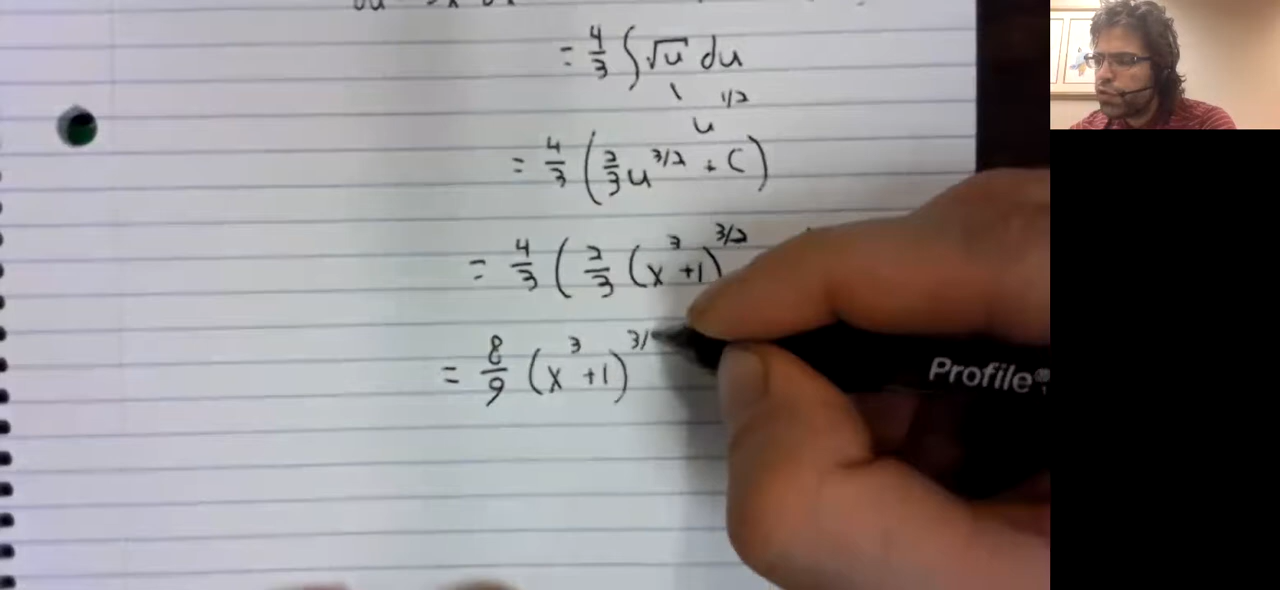 = 4/3 ∫ √u du
u^1/2
= 4/3 ( 2/3 u^3/2 + C )
= 4/3 ( 2/3 (x^3 + 1)^3/2
= 8/9 (x^3 + 1)^3/
Profile®